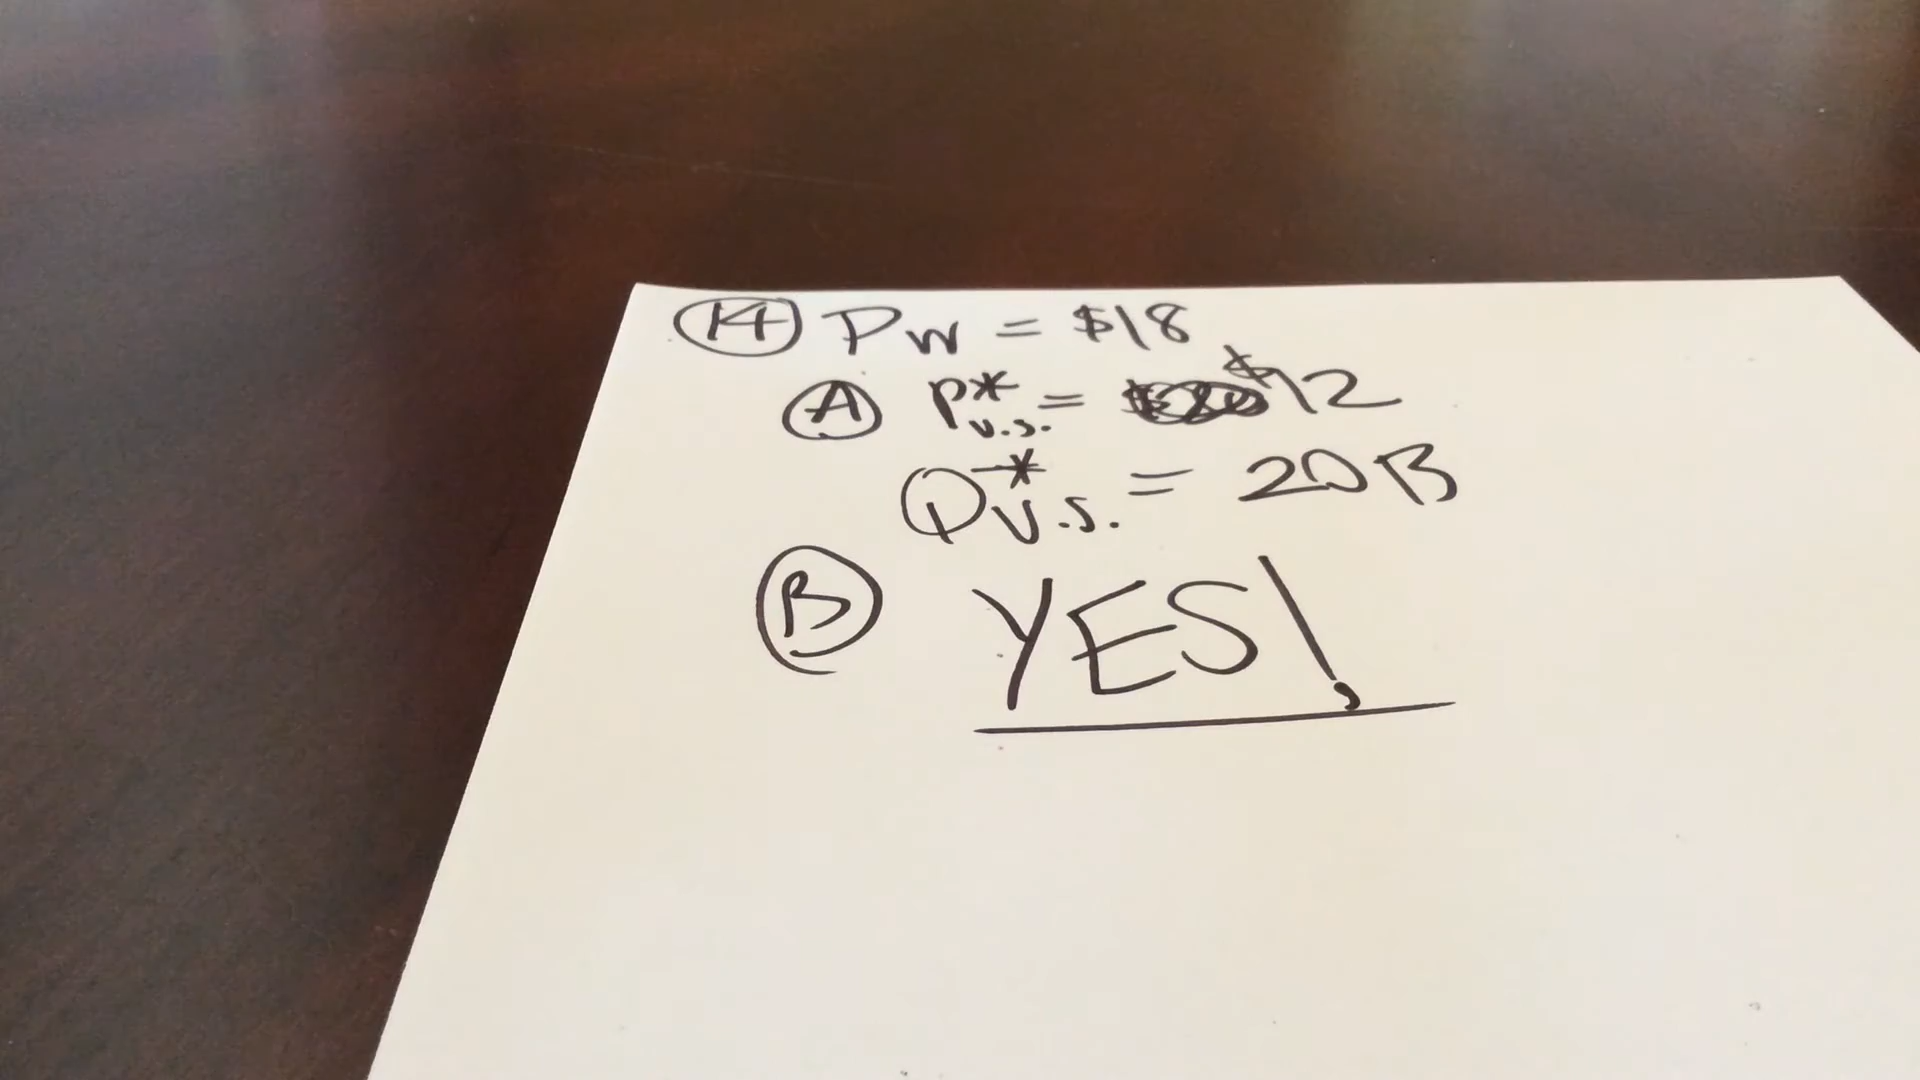 14 PW = $18
A P*U.S. = $12
Q*U.S. = 20B
B YES!